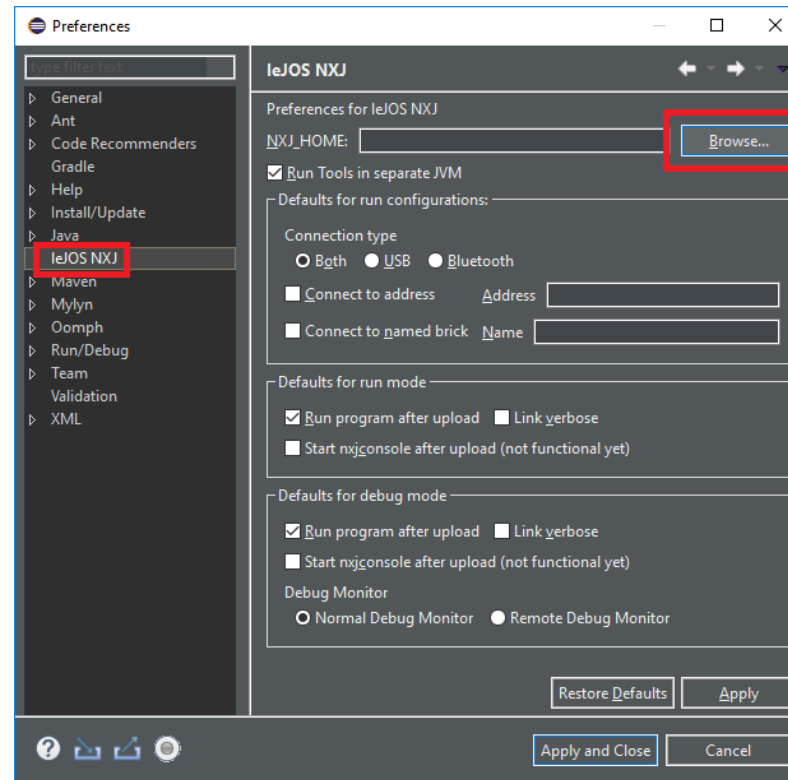 Preferences
type filter text
General
Ant
Code Recommenders
Gradle
Help
Install/Update
Java
leJOS NXJ
Maven
Mylyn
Oomph
Run/Debug
Team
Validation
XML
leJOS NXJ
Preferences for leJOS NXJ
NXJ_HOME: Browse...
Run Tools in separate JVM
Defaults for run configurations:
Connection type
Both USB Bluetooth
Connect to address Address
Connect to named brick Name
Defaults for run mode
Run program after upload Link verbose
Start nxjconsole after upload (not functional yet)
Defaults for debug mode
Run program after upload Link verbose
Start nxjconsole after upload (not functional yet)
Debug Monitor
Normal Debug Monitor Remote Debug Monitor
Restore Defaults Apply
Apply and Close Cancel